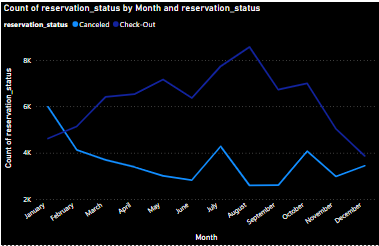 Count of reservation_status by Month and reservation_status
reservation_status Canceled Check-Out
Count of reservation_status
8K
6K
4K
2K
January
February
March
April
May
June
July
August
September
October
November
December
Month